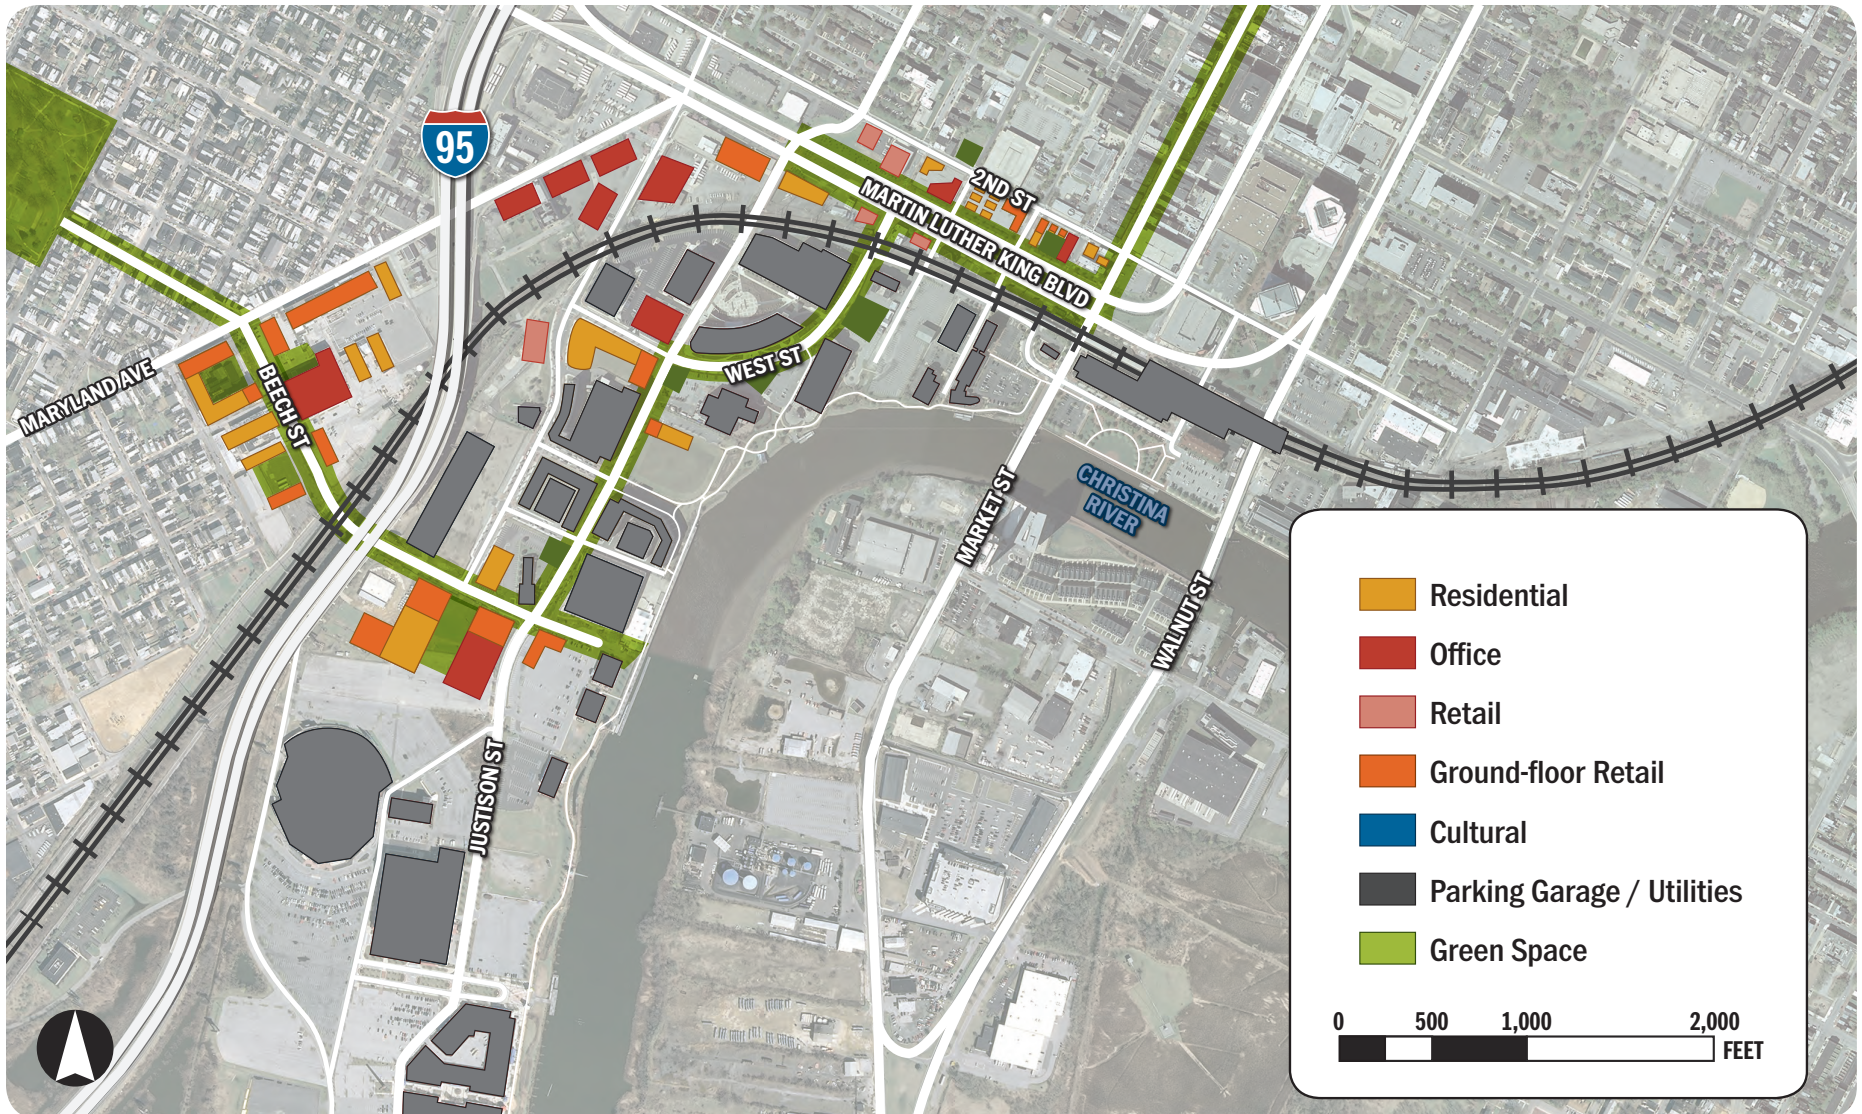 95
2ND ST
MARTIN LUTHER KING BLVD
WEST ST
MARYLAND AVE
BEECH ST
MARKET ST
CHRISTINA
RIVER
WALNUT ST
JUSTISON ST
Residential
Office
Retail
Ground-floor Retail
Cultural
Parking Garage / Utilities
Green Space
0 500 1,000 2,000
FEET